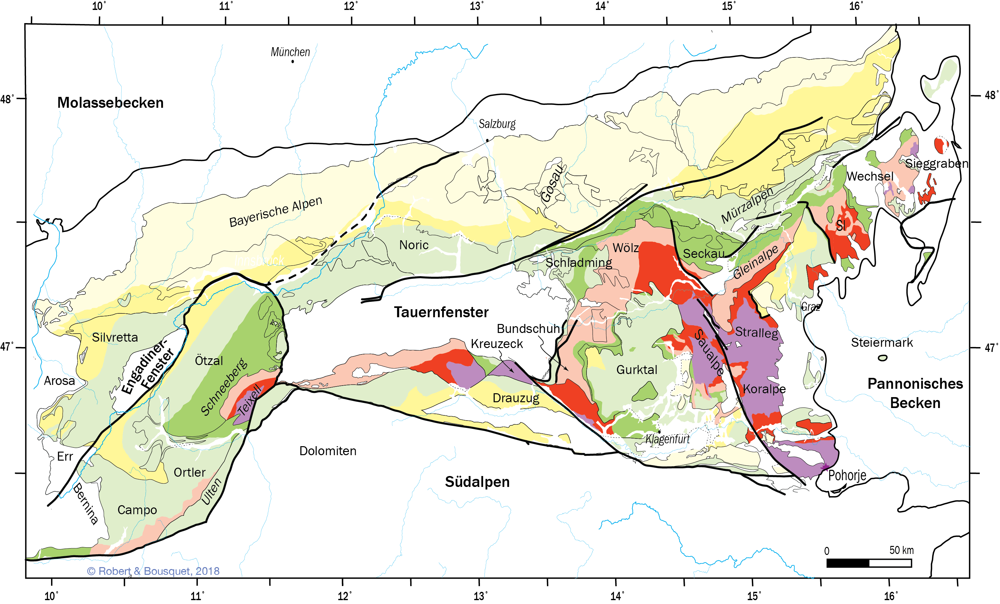 10°
11°
12°
13°
14°
15°
16°
München
48°
Molassebecken
48°
Salzburg
Sieggraben
Wechsel
Gosau
Bayerische Alpen
Mürzalpen
SI
Noric
Wölz
Seckau
Innsbruck
Schladming
Gleinalpe
Graz
Tauernfenster
Bundschuh
Stralleg
Silvretta
Kreuzeck
Steiermark
47°
47°
Engadiner-
Fenster
Ötzal
Saualpe
Gurktal
Schneeberg
Arosa
Pannonisches
Becken
Koralpe
Drauzug
Teixell
Klagenfurt
Dolomiten
Err
Ortler
Pohorje
Südalpen
Ulten
Bernina
Campo
0
50 km
© Robert & Bousquet, 2018
10°
11°
12°
13°
14°
15°
16°